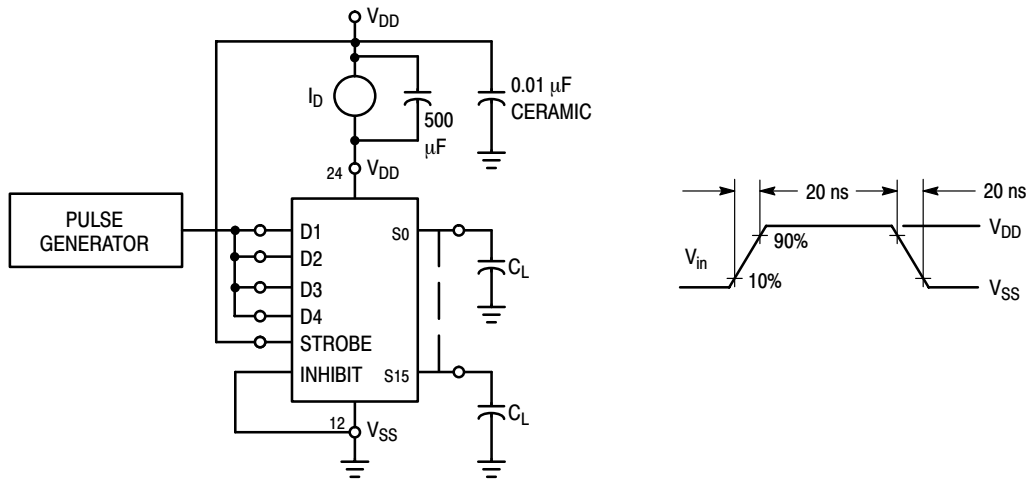 V_DD
I_D
500
μF
0.01 μF
CERAMIC
24
V_DD
PULSE
GENERATOR
D1
D2
D3
D4
STROBE
INHIBIT
S0
S15
C_L
C_L
12
V_SS
20 ns
20 ns
V_in
90%
10%
V_DD
V_SS